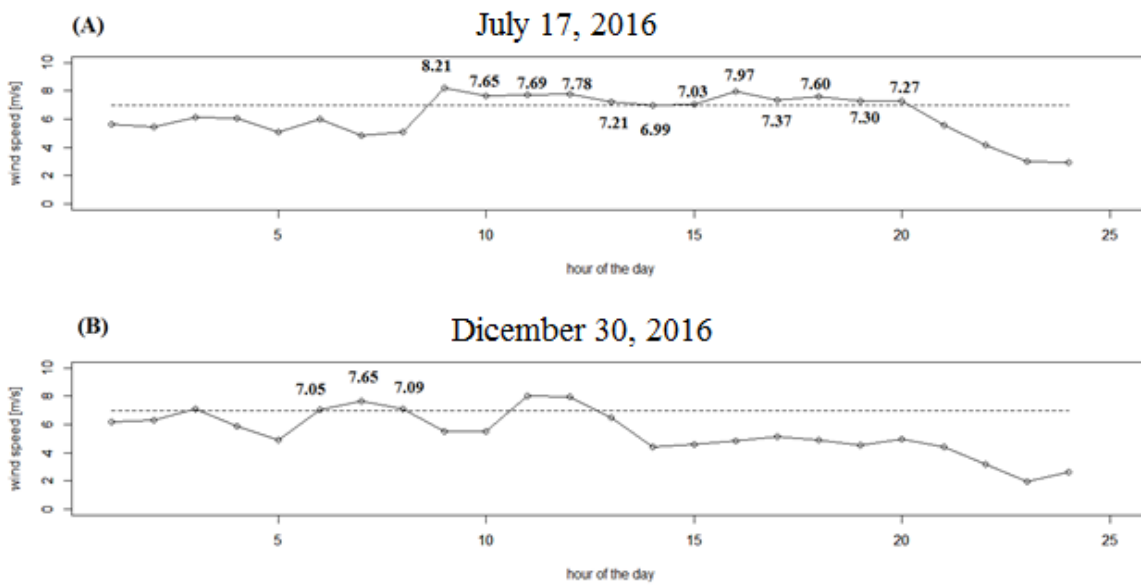 (A)
July 17, 2016
wind speed [m/s]
0 2 4 6 8 10
8.21 7.65 7.69 7.78 7.21 6.99 7.03 7.97 7.37 7.60 7.30 7.27
5 10 15 20 25
hour of the day
(B)
Dicember 30, 2016
wind speed [m/s]
0 2 4 6 8 10
7.05 7.65 7.09
5 10 15 20 25
hour of the day